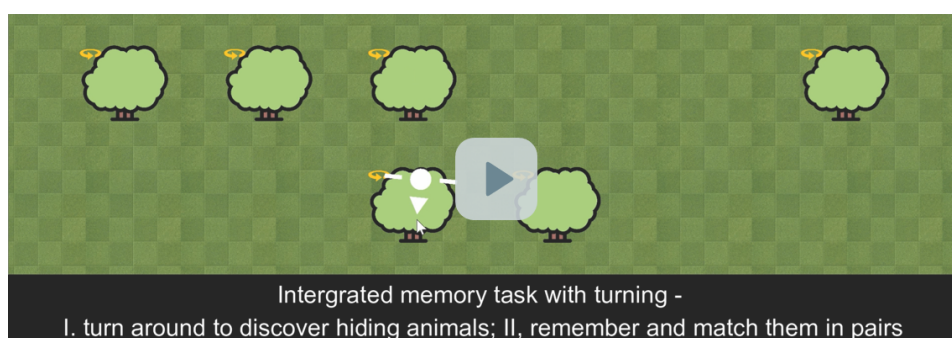 Intergrated memory task with turning -
I. turn around to discover hiding animals; II, remember and match them in pairs